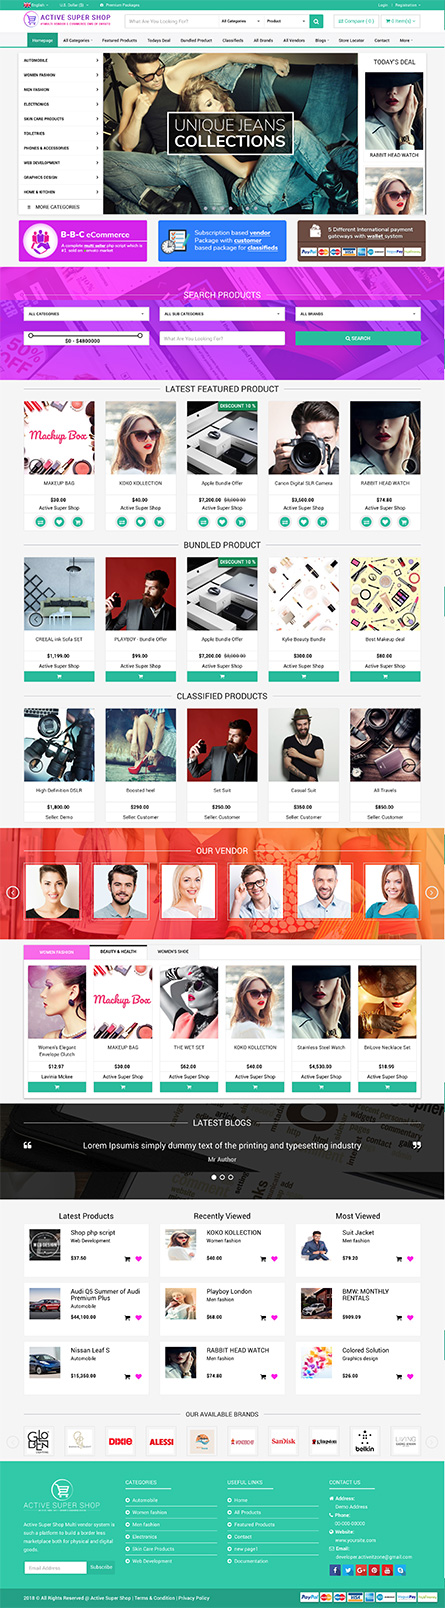 English
U.S. Dollar ($)
Premium Packages
Login
Registration
ACTIVE SUPER SHOP
What Are You Looking For?
All Categories
Product
Compare ( 0 )
0 Item(s)
Homepage
All Categories
Featured Products
Todays Deal
Bundled Product
Classifieds
All Brands
All Vendors
Blogs
Store Locator
Contact
More
AUTOMOBILE
WOMEN FASHION
MEN FASHION
ELECTRONICS
SKIN CARE PRODUCTS
TOILETRIES
PHONES & ACCESSORIES
WEB DEVELOPMENT
GRAPHICS DESIGN
HOME & KITCHEN
MORE CATEGORIES
UNIQUE JEANS
COLLECTIONS
TODAY'S DEAL
RABBIT HEAD WATCH
B-B-C eCommerce
A complete multi seller php script which is
#1 sold on envato market
Subscription based vendor
Package with customer
based package for classifieds
5 Different International payment
gateways with wallet system
SEARCH PRODUCTS
ALL CATEGORIES
ALL SUB CATEGORIES
ALL BRANDS
$0 - $4800000
What Are You Looking For?
SEARCH
LATEST FEATURED PRODUCT
DISCOUNT 10 %
Mackup Box
MAKEUP BAG
KOKO KOLLECTION
Apple Bundle Offer
Canon Digital SLR Camera
RABBIT HEAD WATCH
$30.00
$40.00
$7,200.00 $8,000.00
$3,500.00
$74.80
Active Super Shop
Active Super Shop
Active Super Shop
Active Super Shop
Active Super Shop
BUNDLED PRODUCT
DISCOUNT 10 %
CREEAL ink Sofa SET
PLAYBOY - Bundle Offer
Apple Bundle Offer
Kylie Beauty Bundle
Best Makeup deal
$1,199.00
$99.00
$7,200.00 $8,000.00
$300.00
$80.00
Active Super Shop
Active Super Shop
Active Super Shop
Active Super Shop
Active Super Shop
CLASSIFIED PRODUCTS
High Definition DSLR
Boosted heel
Set Suit
Casual Suit
All Travels
$1,800.00
$290.00
$250.00
$350.00
$850.00
Seller: Demo
Seller: Customer
Seller: Customer
Seller: Customer
Seller: Customer
OUR VENDOR
WOMEN FASHION
BEAUTY & HEALTH
WOMEN'S SHOE
Mackup Box
Women's Elegant
Envelope Clutch
MAKEUP BAG
THE WET SET
KOKO KOLLECTION
Stainless Steel Watch
BnLove Necklace Set
$12.97
$30.00
$62.00
$40.00
$4,530.00
$18.99
Lavinia Mckee
Active Super Shop
Active Super Shop
Active Super Shop
Active Super Shop
Active Super Shop
LATEST BLOGS
Lorem Ipsumis simply dummy text of the printing and typesetting industry
Mr Author
Latest Products
Recently Viewed
Most Viewed
Shop php script
Web Development
$37.50
KOKO KOLLECTION
Women fashion
$40.00
Suit Jacket
Men fashion
$79.20
Audi Q5 Summer of Audi
Premium Plus
Automobile
$44,100.00
Playboy London
Men fashion
$68.00
BMW: MONTHLY
RENTALS
$909.09
Nissan Leaf S
Automobile
$15,350.00
RABBIT HEAD WATCH
Men fashion
$74.80
Colored Solution
Graphics design
$26.00
OUR AVAILABLE BRANDS
DIXIE
ALESSI
SanDisk
Kingston
belkin
ACTIVE SUPER SHOP
Active Super Shop Multi-vendor system is
such a platform to build a border less
marketplace both for physical and digital
goods.
Email Address
Subscribe
CATEGORIES
Automobile
Women fashion
Men fashion
Electronics
Skin Care Products
Web Development
USEFUL LINKS
Home
All Products
Featured Products
Contact
new page1
Documentation
CONTACT US
Address:
Demo Address
Phone:
00-000-00000
Website:
www.yoursite.com
Email:
developer.activeitzone@gmail.com
2018 © All Rights Reserved @ Active Super Shop | Terms & Condition | Privacy Policy